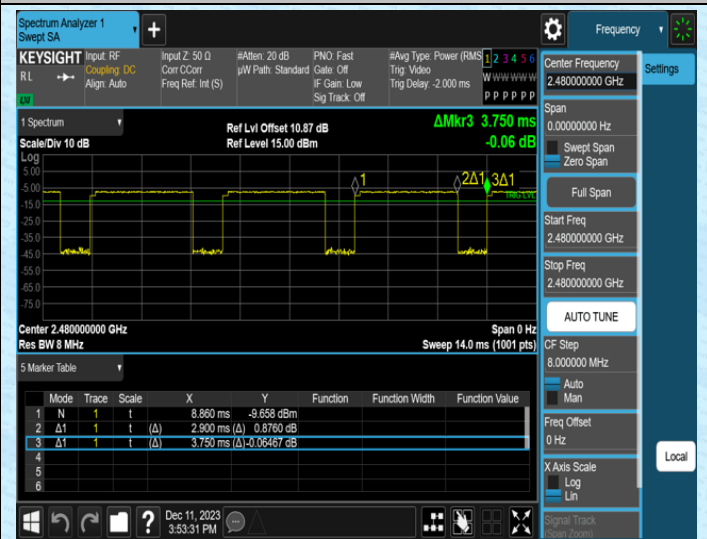 Spectrum Analyzer 1
Swept SA
+
Frequency
KEYSIGHT
RL
LXI
Input: RF
Coupling: DC
Align: Auto
Input Z: 50 Ω
Corr CCorr
Freq Ref: Int (S)
#Atten: 20 dB
µW Path: Standard
PNO: Fast
Gate: Off
IF Gain: Low
Sig Track: Off
#Avg Type: Power (RMS
Trig: Video
Trig Delay: -2.000 ms
1 2 3 4 5 6
W W W W W W
P P P P P P
1 Spectrum
Scale/Div 10 dB
Ref Lvl Offset 10.87 dB
Ref Level 15.00 dBm
ΔMkr3 3.750 ms
-0.06 dB
Log
5.00
-5.00
-15.0
-25.0
-35.0
-45.0
-55.0
-65.0
-75.0
1
2Δ1
3Δ1
TRIG LVL
Center 2.480000000 GHz
Res BW 8 MHz
Span 0 Hz
Sweep 14.0 ms (1001 pts)
5 Marker Table
Mode Trace Scale X Y Function Function Width Function Value
1 N 1 t 8.860 ms -9.658 dBm
2 Δ1 1 t (Δ) 2.900 ms (Δ) 0.8760 dB
3 Δ1 1 t (Δ) 3.750 ms (Δ) -0.06467 dB
4
5
6
?
Dec 11, 2023
3:53:31 PM
Center Frequency
2.480000000 GHz
Span
0.00000000 Hz
Swept Span
Zero Span
Full Span
Start Freq
2.480000000 GHz
Stop Freq
2.480000000 GHz
AUTO TUNE
CF Step
8.000000 MHz
Auto
Man
Freq Offset
0 Hz
X Axis Scale
Log
Lin
Signal Track
(Span Zoom)
Settings
Local